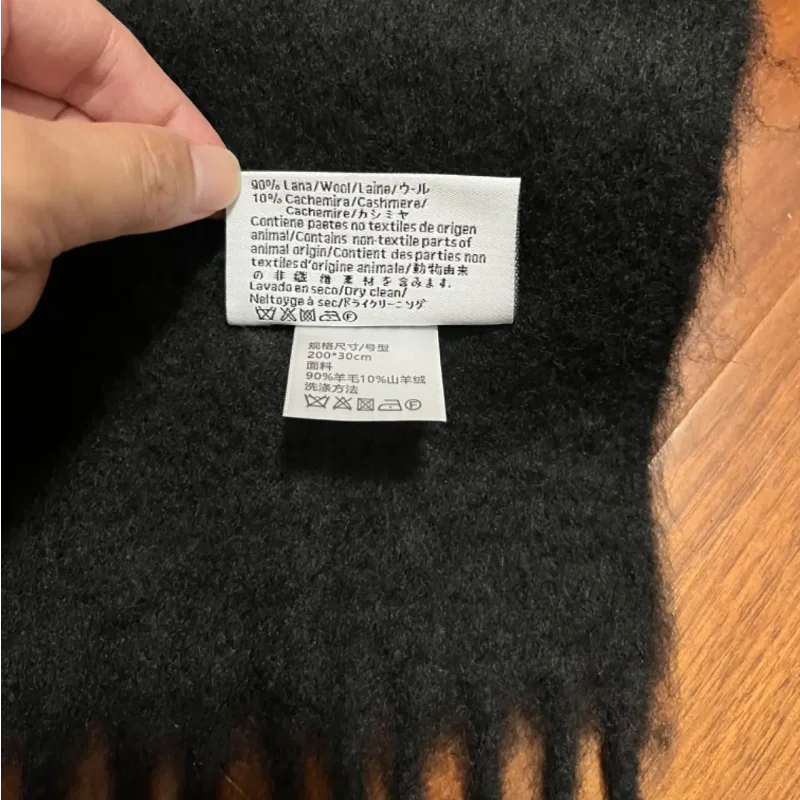 90% Lana/Wool/Laine/ウール
10% Cachemira/Cashmere/
Cachemire/カシミヤ
Contiene paetes no textiles de origen
animal/Contains non-textile parts of
animal origin/Contient des parties non
textiles d'origine animale/動物由来
の非繊維素材を含みます.
Lavado en seco/Dry clean/
Nettoyge à sec/ドライクリーニング
規格尺寸/号型
200*30cm
面料
90%羊毛10%山羊绒
洗涤方法